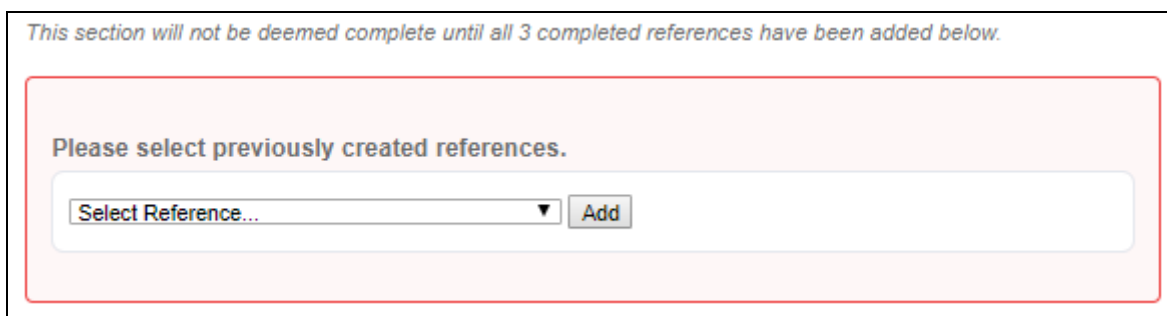 This section will not be deemed complete until all 3 completed references have been added below.
Please select previously created references.
Select Reference... Add